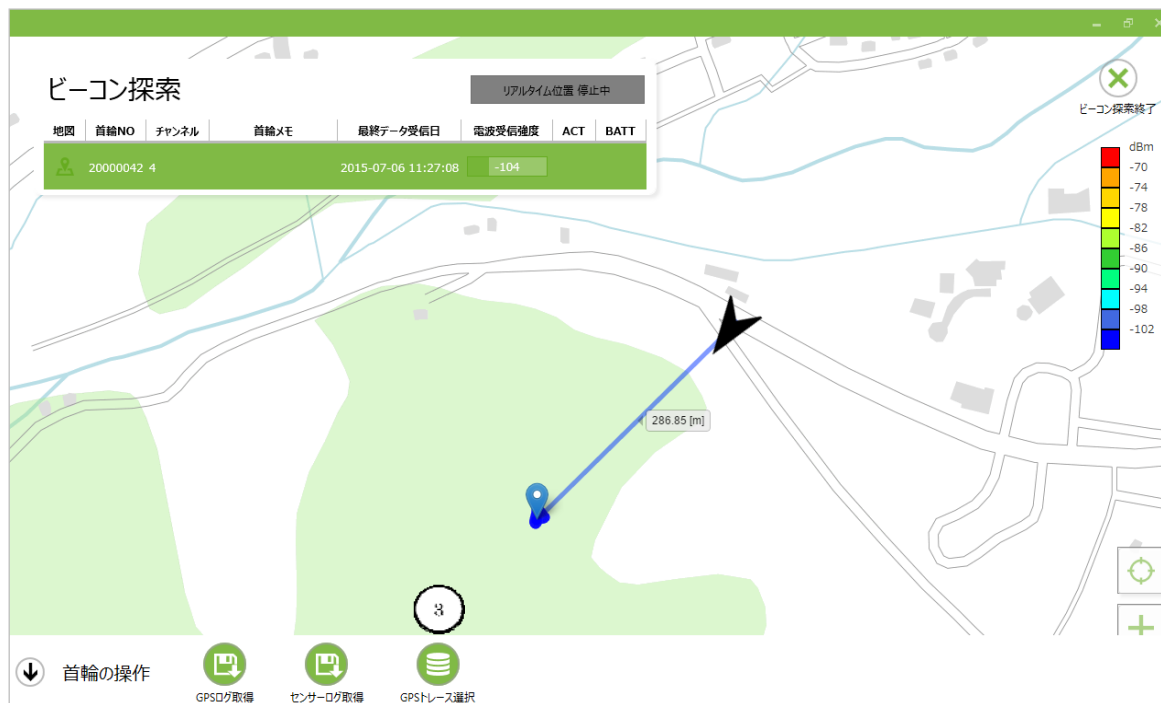 ビーコン探索
リアルタイム位置 停止中
ビーコン探索終了
地図 首輪NO チャンネル 首輪メモ 最終データ受信日 電波受信強度 ACT BATT
20000042 4 2015-07-06 11:27:08 -104
dBm
-70
-74
-78
-82
-86
-90
-94
-98
-102
286.85 [m]
3
首輪の操作
GPSログ取得 センサーログ取得 GPSトレース選択